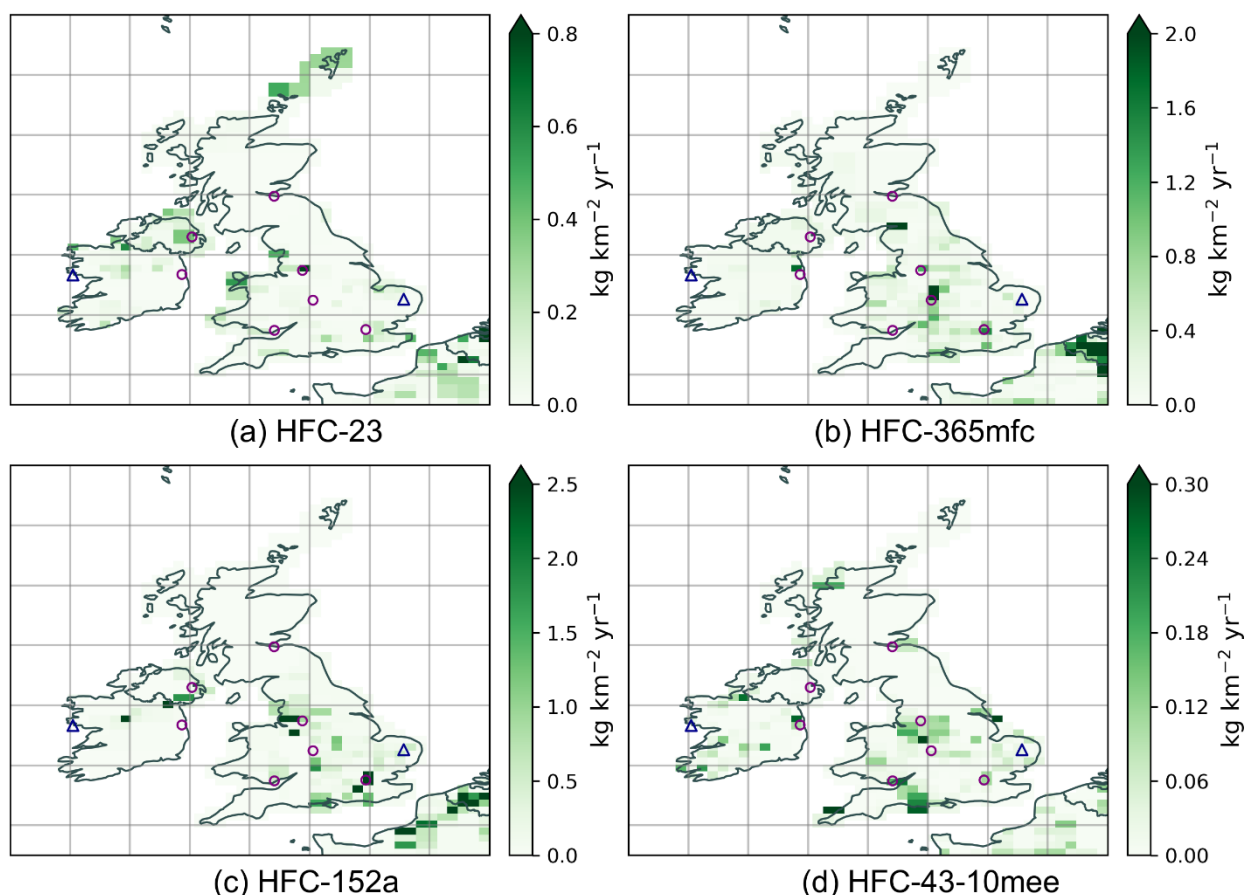 0.8
0.6
0.4
0.2
0.0
kg km⁻² yr⁻¹
(a) HFC-23
2.0
1.6
1.2
0.8
0.4
0.0
kg km⁻² yr⁻¹
(b) HFC-365mfc
2.5
2.0
1.5
1.0
0.5
0.0
kg km⁻² yr⁻¹
(c) HFC-152a
0.30
0.24
0.18
0.12
0.06
0.00
kg km⁻² yr⁻¹
(d) HFC-43-10mee